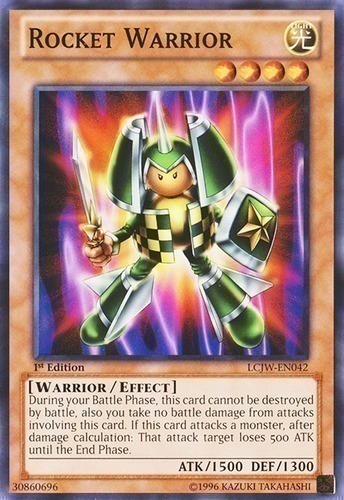 ROCKET WARRIOR
LIGHT
光
1st Edition
LCJW-EN042
[WARRIOR / EFFECT]
During your Battle Phase, this card cannot be destroyed
by battle, also you take no battle damage from attacks
involving this card. If this card attacks a monster, after
damage calculation: That attack target loses 500 ATK
until the End Phase.
ATK/1500 DEF/1300
30860696
©1996 KAZUKI TAKAHASHI